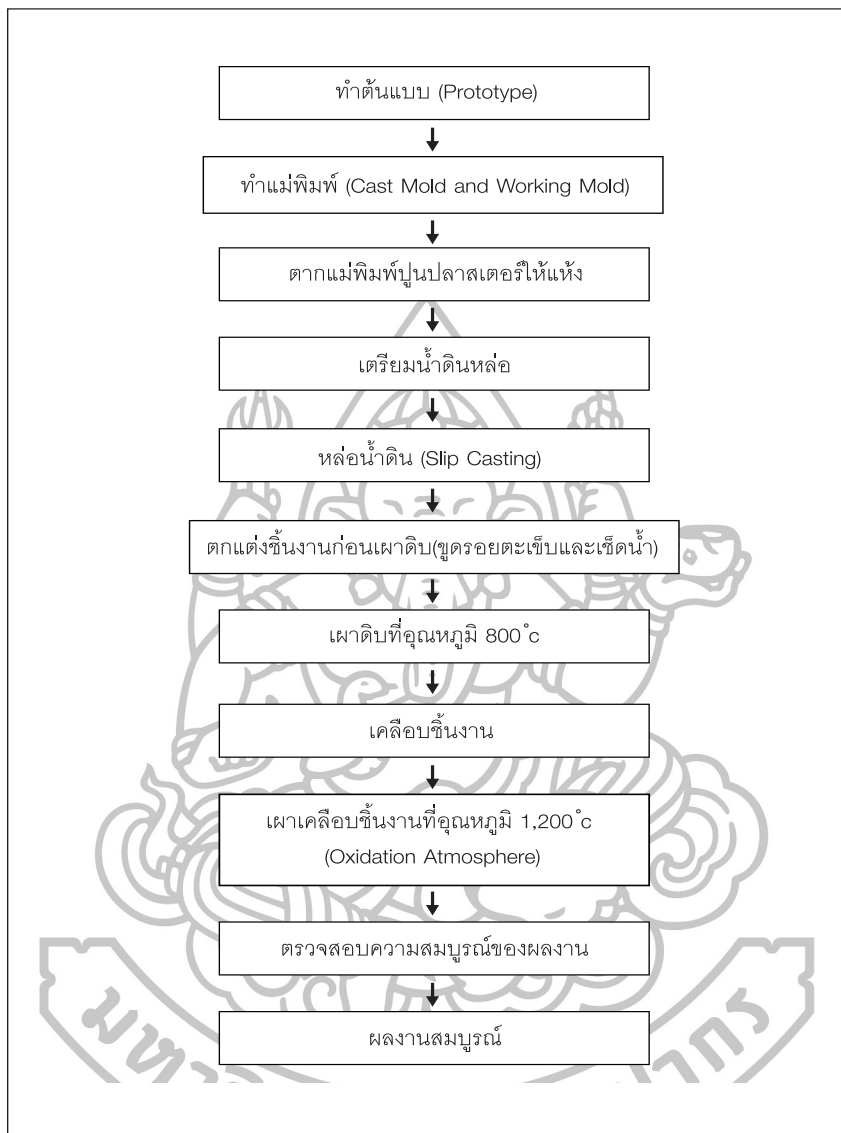 ทำต้นแบบ (Prototype)
ทำแม่พิมพ์ (Cast Mold and Working Mold)
ตากแม่พิมพ์ปูนปลาสเตอร์ให้แห้ง
เตรียมน้ำดินหล่อ
หล่อน้ำดิน (Slip Casting)
ตกแต่งชิ้นงานก่อนเผาดิบ(ขูดรอยตะเข็บและเช็ดน้ำ)
เผาดิบที่อุณหภูมิ 800 ̊c
เคลือบชิ้นงาน
เผาเคลือบชิ้นงานที่อุณหภูมิ 1,200 ̊c
(Oxidation Atmosphere)
ตรวจสอบความสมบูรณ์ของผลงาน
ผลงานสมบูรณ์